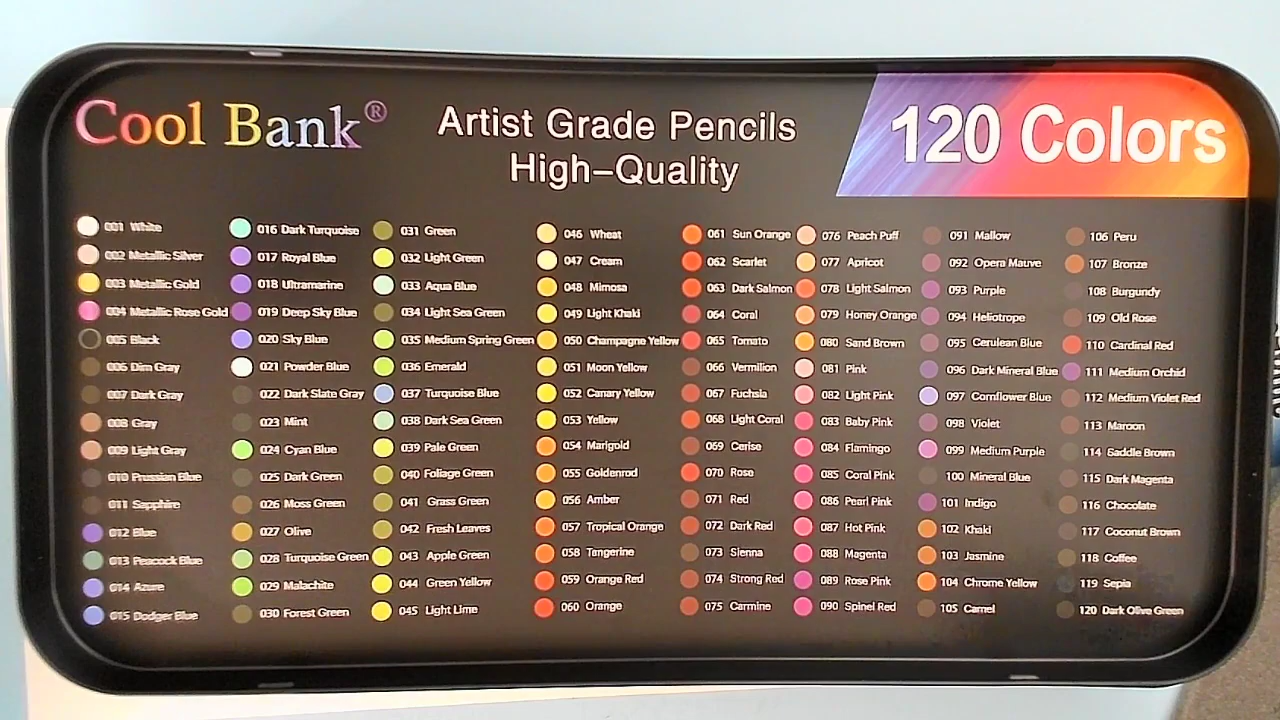 Cool Bank®
Artist Grade Pencils
High-Quality
120 Colors
001 White
002 Metallic Silver
003 Metallic Gold
004 Metallic Rose Gold
005 Black
006 Dim Gray
007 Dark Gray
008 Gray
009 Light Gray
010 Prussian Blue
011 Sapphire
012 Blue
013 Peacock Blue
014 Azure
015 Dodger Blue
016 Dark Turquoise
017 Royal Blue
018 Ultramarine
019 Deep Sky Blue
020 Sky Blue
021 Powder Blue
022 Dark Slate Gray
023 Mint
024 Cyan Blue
025 Dark Green
026 Moss Green
027 Olive
028 Turquoise Green
029 Malachite
030 Forest Green
031 Green
032 Light Green
033 Aqua Blue
034 Light Sea Green
035 Medium Spring Green
036 Emerald
037 Turquoise Blue
038 Dark Sea Green
039 Pale Green
040 Foliage Green
041 Grass Green
042 Fresh Leaves
043 Apple Green
044 Green Yellow
045 Light Lime
046 Wheat
047 Cream
048 Mimosa
049 Light Khaki
050 Champagne Yellow
051 Moon Yellow
052 Canary Yellow
053 Yellow
054 Marigold
055 Goldenrod
056 Amber
057 Tropical Orange
058 Tangerine
059 Orange Red
060 Orange
061 Sun Orange
062 Scarlet
063 Dark Salmon
064 Coral
065 Tomato
066 Vermilion
067 Fuchsia
068 Light Coral
069 Cerise
070 Rose
071 Red
072 Dark Red
073 Sienna
074 Strong Red
075 Carmine
076 Peach Puff
077 Apricot
078 Light Salmon
079 Honey Orange
080 Sand Brown
081 Pink
082 Light Pink
083 Baby Pink
084 Flamingo
085 Coral Pink
086 Pearl Pink
087 Hot Pink
088 Magenta
089 Rose Pink
090 Spinel Red
091 Mallow
092 Opera Mauve
093 Purple
094 Heliotrope
095 Cerulean Blue
096 Dark Mineral Blue
097 Cornflower Blue
098 Violet
099 Medium Purple
100 Mineral Blue
101 Indigo
102 Khaki
103 Jasmine
104 Chrome Yellow
105 Camel
106 Peru
107 Bronze
108 Burgundy
109 Old Rose
110 Cardinal Red
111 Medium Orchid
112 Medium Violet Red
113 Maroon
114 Saddle Brown
115 Dark Magenta
116 Chocolate
117 Coconut Brown
118 Coffee
119 Sepia
120 Dark Olive Green